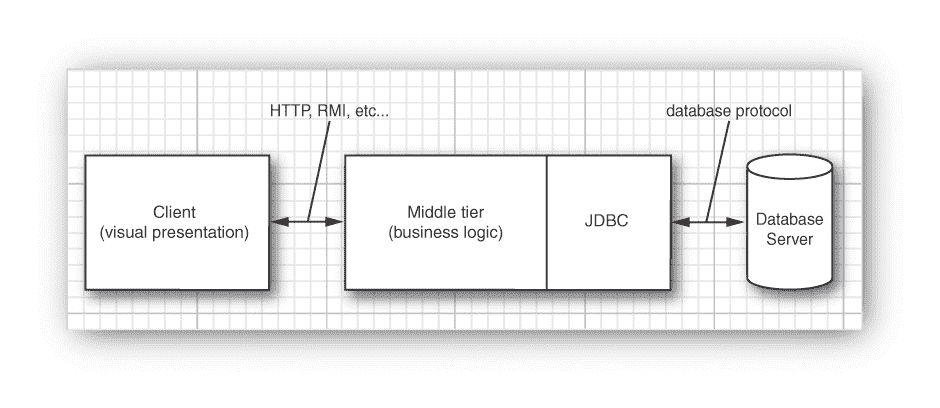 HTTP, RMI, etc...
database protocol
Client
(visual presentation)
Middle tier
(business logic)
JDBC
Database
Server